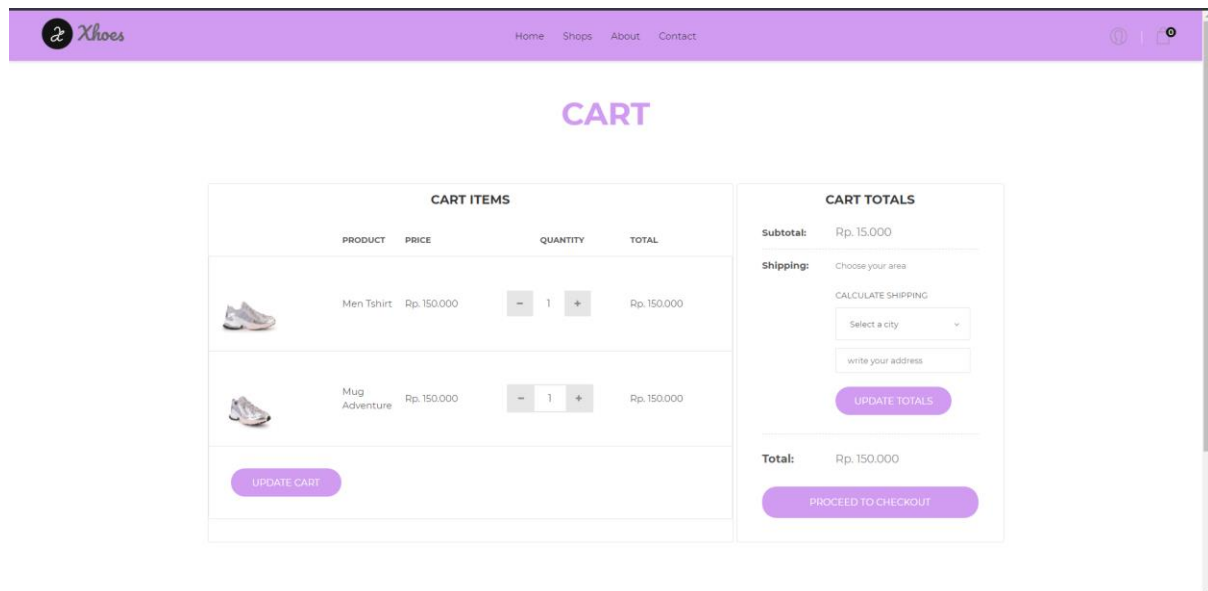 Xhoes
Home Shops About Contact
0
CART
CART ITEMS
PRODUCT PRICE QUANTITY TOTAL
Men Tshirt Rp. 150.000 - 1 + Rp. 150.000
Mug
Adventure Rp. 150.000 - 1 + Rp. 150.000
UPDATE CART
CART TOTALS
Subtotal: Rp. 15.000
Shipping: Choose your area
CALCULATE SHIPPING
Select a city
write your address
UPDATE TOTALS
Total: Rp. 150.000
PROCEED TO CHECKOUT